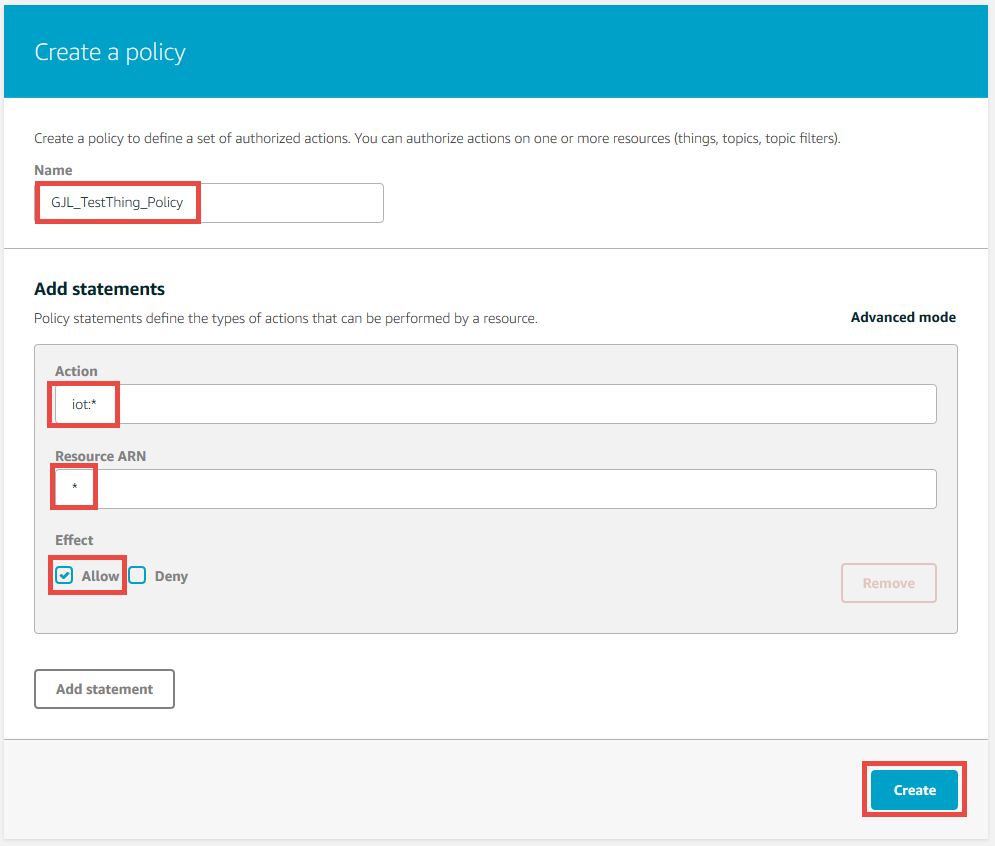 Create a policy
Create a policy to define a set of authorized actions. You can authorize actions on one or more resources (things, topics, topic filters).
Name
GJL_TestThing_Policy
Add statements
Policy statements define the types of actions that can be performed by a resource.
Advanced mode
Action
iot:*
Resource ARN
*
Effect
Allow Deny
Remove
Add statement
Create